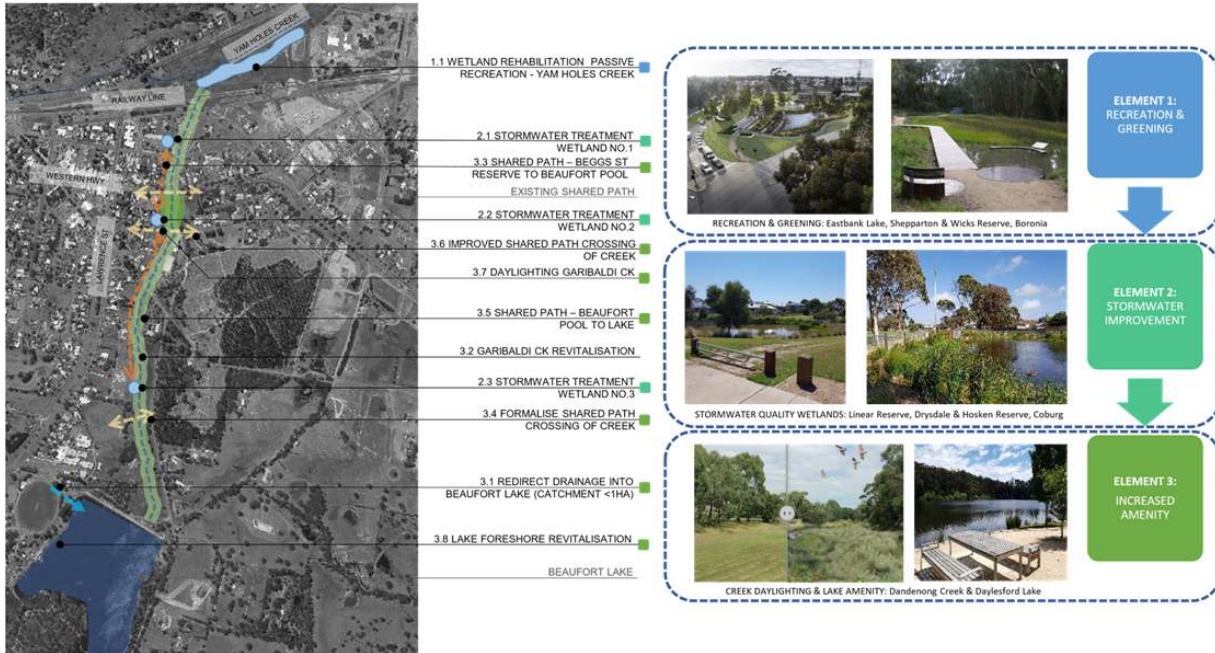 YAM HOLES CREEK
RAILWAY LINE
WESTERN HWY
LAWRENCE ST
1.1 WETLAND REHABILITATION PASSIVE
RECREATION - YAM HOLES CREEK
2.1 STORMWATER TREATMENT
WETLAND NO.1
3.3 SHARED PATH – BEGGS ST
RESERVE TO BEAUFORT POOL
EXISTING SHARED PATH
2.2 STORMWATER TREATMENT
WETLAND NO.2
3.6 IMPROVED SHARED PATH CROSSING
OF CREEK
3.7 DAYLIGHTING GARIBALDI CK
3.5 SHARED PATH – BEAUFORT
POOL TO LAKE
3.2 GARIBALDI CK REVITALISATION
2.3 STORMWATER TREATMENT
WETLAND NO.3
3.4 FORMALISE SHARED PATH
CROSSING OF CREEK
3.1 REDIRECT DRAINAGE INTO
BEAUFORT LAKE (CATCHMENT <1HA)
3.8 LAKE FORESHORE REVITALISATION
BEAUFORT LAKE
ELEMENT 1:
RECREATION &
GREENING
RECREATION & GREENING: Eastbank Lake, Shepparton & Wicks Reserve, Boronia
ELEMENT 2:
STORMWATER
IMPROVEMENT
STORMWATER QUALITY WETLANDS: Linear Reserve, Drysdale & Hosken Reserve, Coburg
ELEMENT 3:
INCREASED
AMENITY
CREEK DAYLIGHTING & LAKE AMENITY: Dandenong Creek & Daylesford Lake